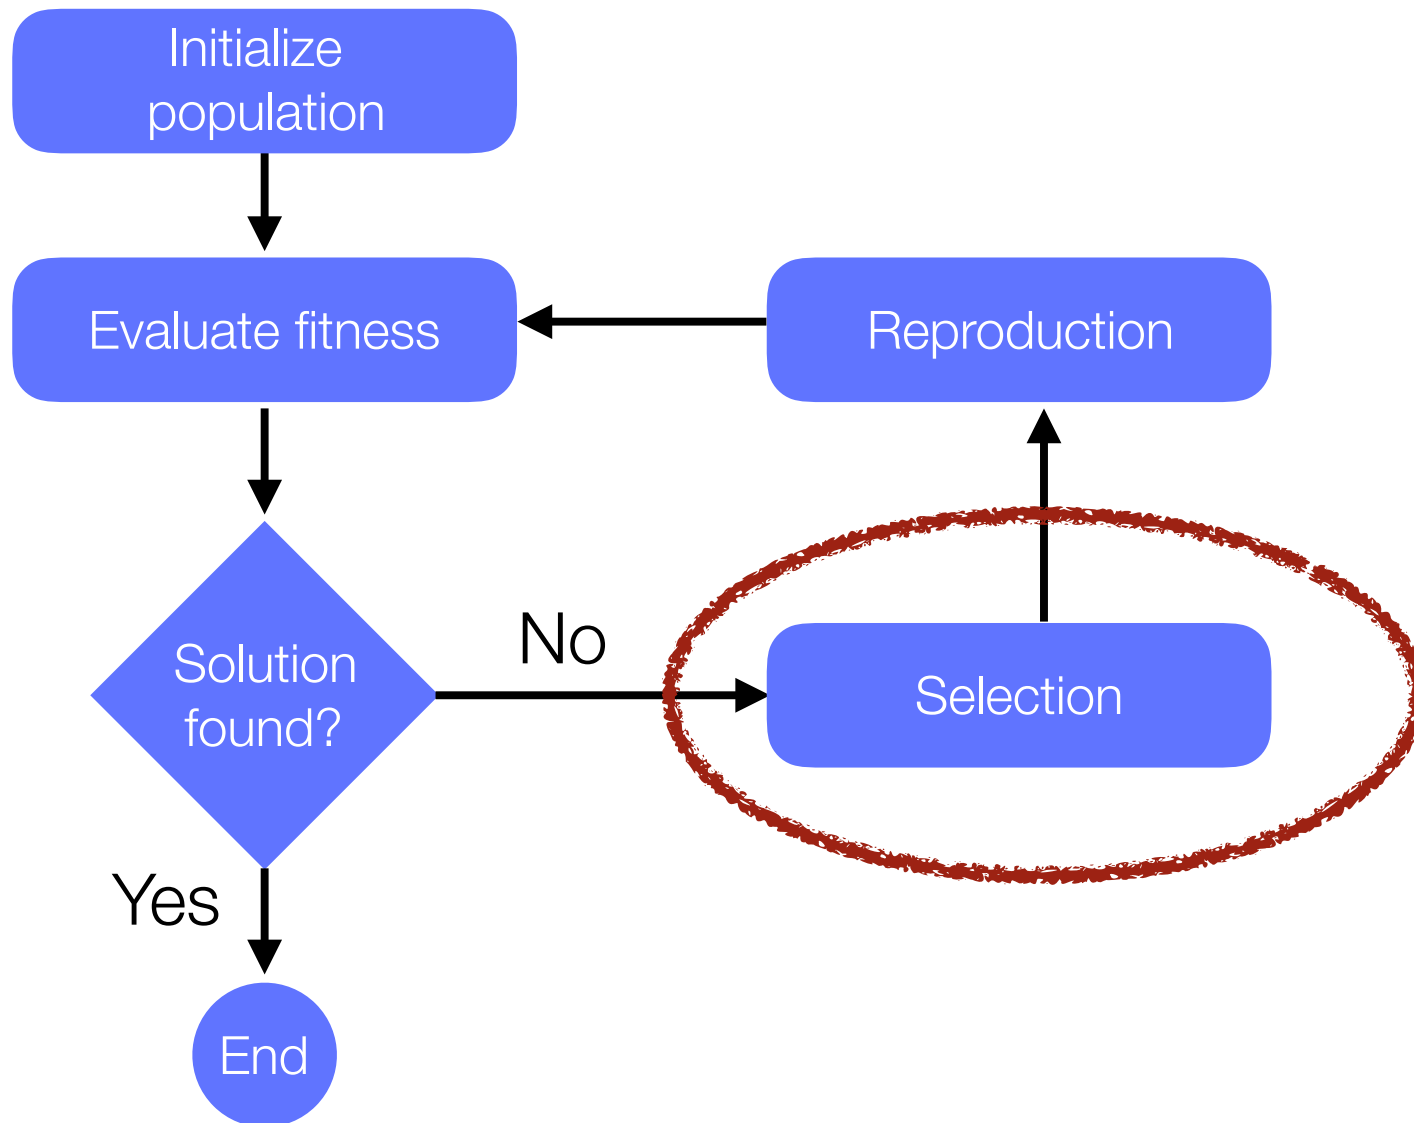 Initialize
population
Evaluate fitness
Reproduction
Solution
found?
No
Selection
Yes
End